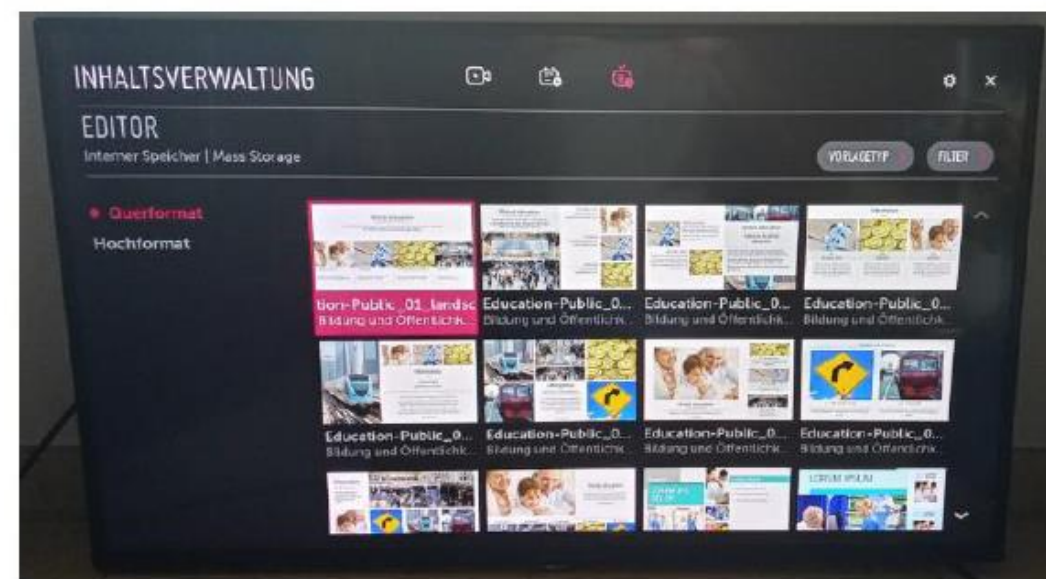 INHALTSVERWALTUNG
EDITOR
Interner Speicher | Mass Storage
VORLAGETYP
FILTER
Querformat
Hochformat
tion-Public_01_landsc
Bildung und Öffentlichk...
Education-Public_0...
Bildung und Öffentlichk...
Education-Public_0...
Bildung und Öffentlichk...
Education-Public_0...
Bildung und Öffentlichk...
Education-Public_0...
Bildung und Öffentlichk...
Education-Public_0...
Bildung und Öffentlichk...
Education-Public_0...
Bildung und Öffentlichk...
Education-Public_0...
Bildung und Öffentlichk...
LORUM IPSUM